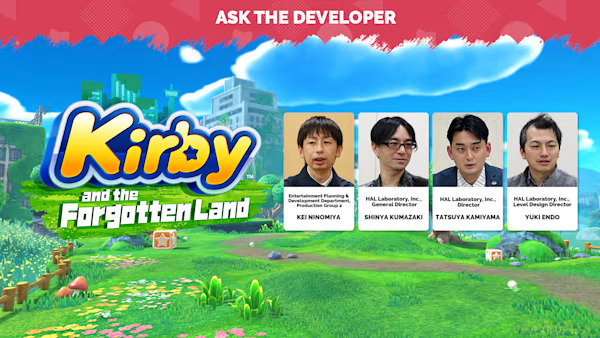 ASK THE DEVELOPER
Kirby™
and the
Forgotten Land
Entertainment Planning &
Development Department,
Production Group 2
KEI NINOMIYA
HAL Laboratory, Inc.,
General Director
SHINYA KUMAZAKI
HAL Laboratory, Inc.,
Director
TATSUYA KAMIYAMA
HAL Laboratory, Inc.,
Level Design Director
YUKI ENDO